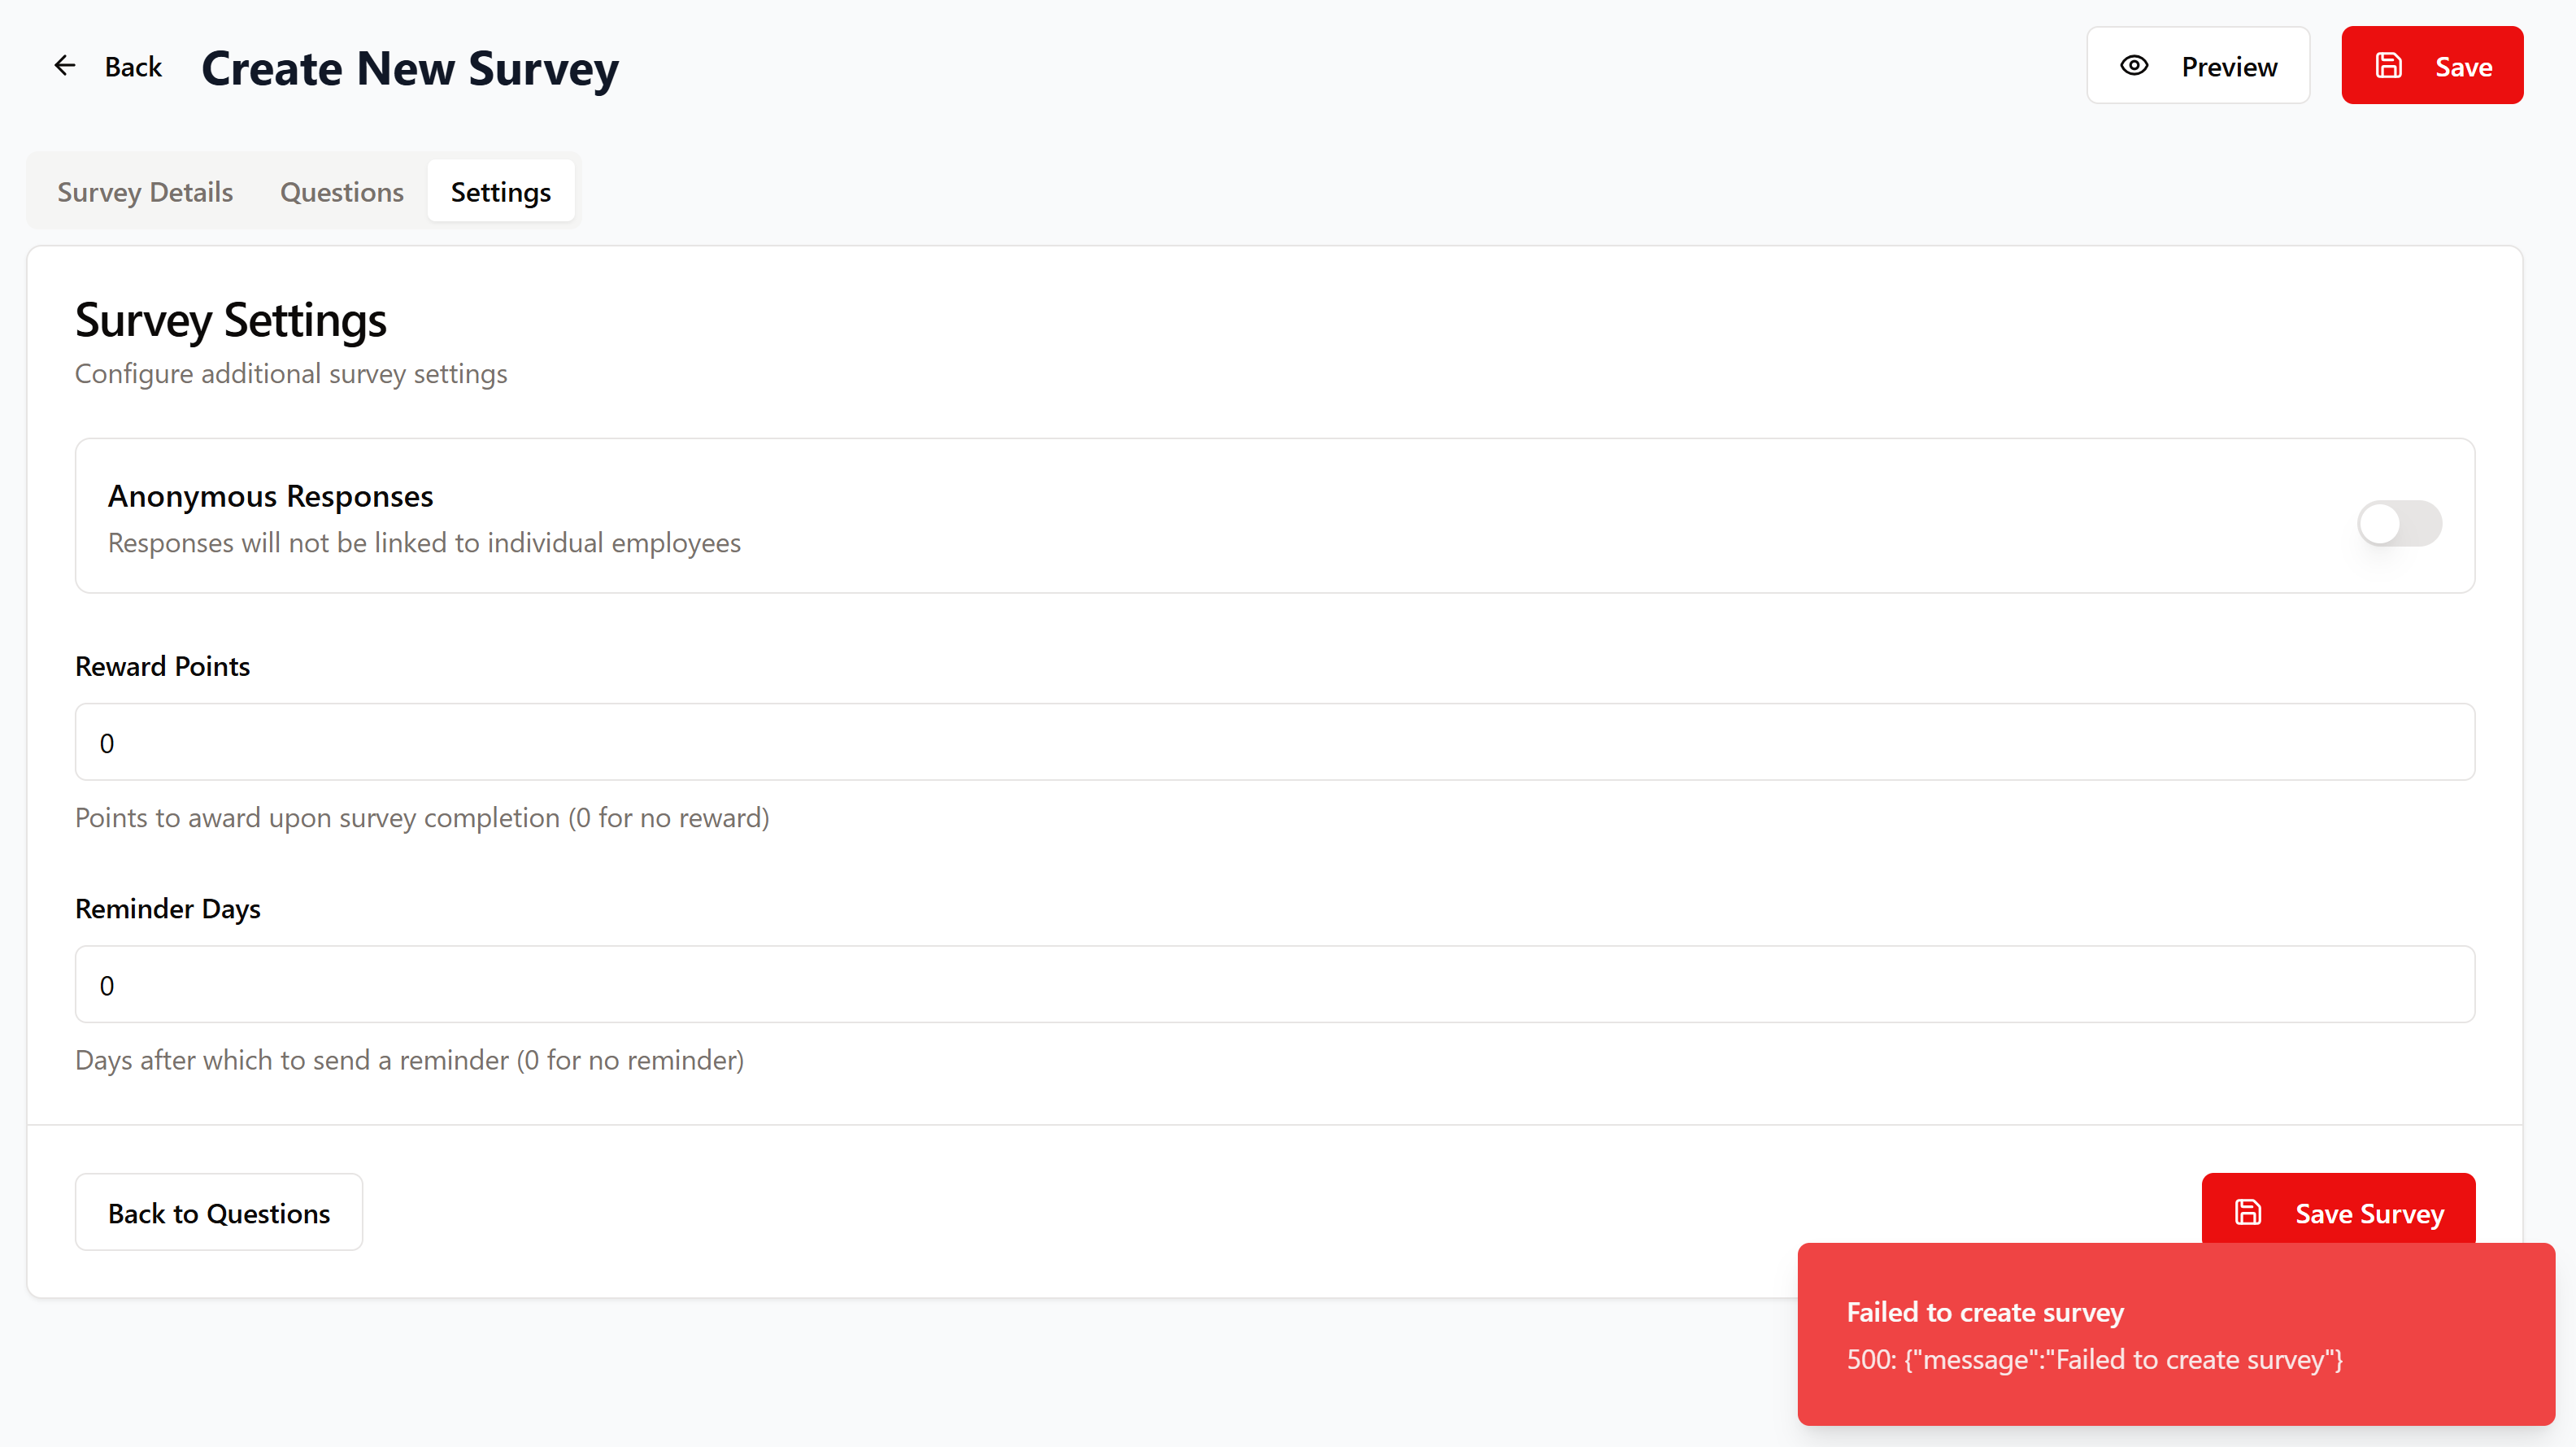 Back
Create New Survey
Preview
Save
Survey Details
Questions
Settings
Survey Settings
Configure additional survey settings
Anonymous Responses
Responses will not be linked to individual employees
Reward Points
0
Points to award upon survey completion (0 for no reward)
Reminder Days
0
Days after which to send a reminder (0 for no reminder)
Back to Questions
Save Survey
Failed to create survey
500: {"message":"Failed to create survey"}